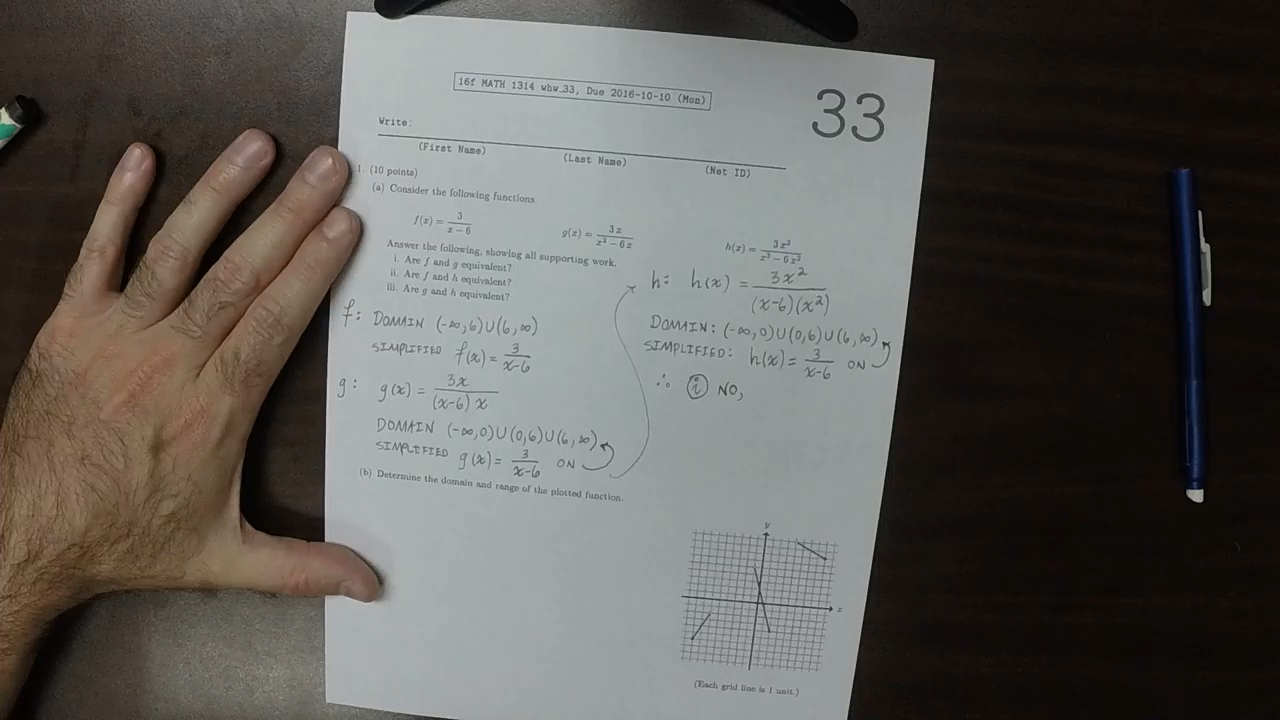 16f MATH 1314 whw_33, Due 2016-10-10 (Mon)
33
Write:
(First Name) (Last Name) (Net ID)
1. (10 points)
(a) Consider the following functions.
f(x) = 3/(x − 6) g(x) = 3x/(x² − 6x) h(x) = 3x²/(x³ − 6x²)
Answer the following, showing all supporting work.
i. Are f and g equivalent?
ii. Are f and h equivalent?
iii. Are g and h equivalent?
f: DOMAIN (-∞,6)∪(6,∞)
SIMPLIFIED f(x) = 3/(x-6)
g: g(x) = 3x/((x-6)x)
DOMAIN (-∞,0)∪(0,6)∪(6,∞)
SIMPLIFIED g(x) = 3/(x-6) ON
h: h(x) = 3x²/((x-6)(x²))
DOMAIN: (-∞,0)∪(0,6)∪(6,∞)
SIMPLIFIED: h(x) = 3/(x-6) ON
∴ (i) NO,
(b) Determine the domain and range of the plotted function.
y
x
(Each grid line is 1 unit.)